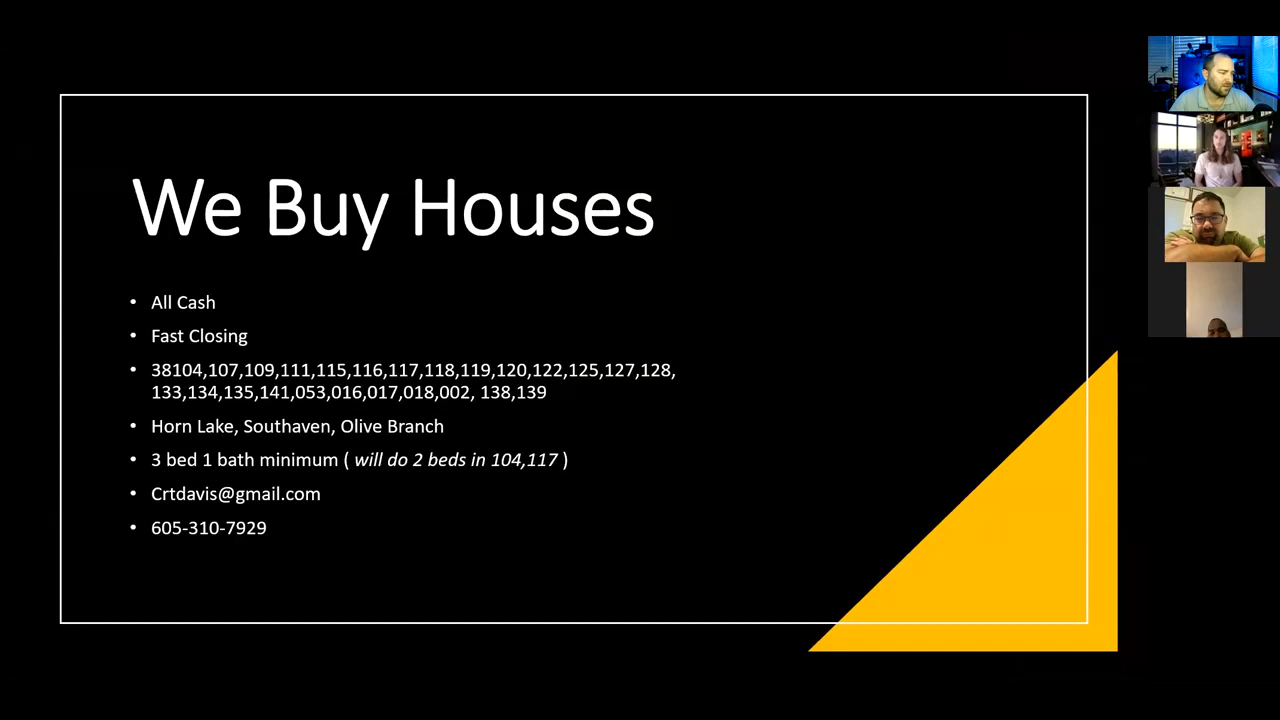 We Buy Houses
• All Cash
• Fast Closing
• 38104,107,109,111,115,116,117,118,119,120,122,125,127,128,
133,134,135,141,053,016,017,018,002, 138,139
• Horn Lake, Southaven, Olive Branch
• 3 bed 1 bath minimum ( will do 2 beds in 104,117 )
• Crtdavis@gmail.com
• 605-310-7929